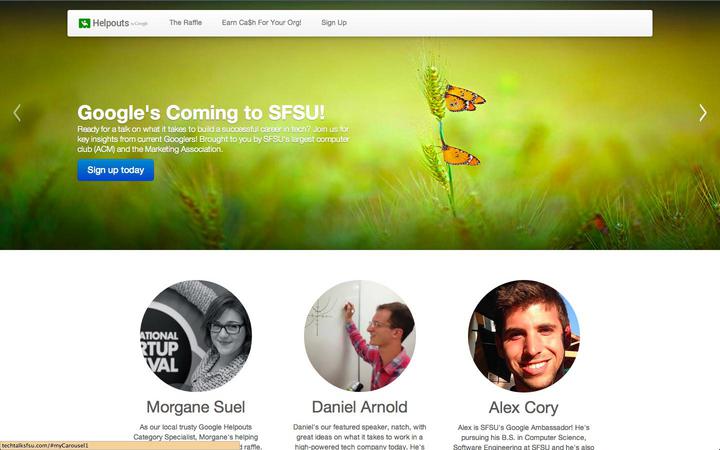 Helpouts by Google The Raffle Earn Ca$h For Your Org! Sign Up
Google's Coming to SFSU!
Ready for a talk on what it takes to build a successful career in tech? Join us for
key insights from current Googlers! Brought to you by SFSU's largest computer
club (ACM) and the Marketing Association.
Sign up today
ATIONAL
RTUP
VAL
Morgane Suel
As our local trusty Google Helpouts
Category Specialist, Morgane's helping
d raffle.
Daniel Arnold
Daniel's our featured speaker, natch, with
great ideas on what it takes to work in a
high-powered tech company today. He's
Alex Cory
Alex is SFSU's Google Ambassador! He's
pursuing his B.S. in Computer Science,
Software Engineering at SFSU and he's also
techtalksfsu.com/#myCarousel1